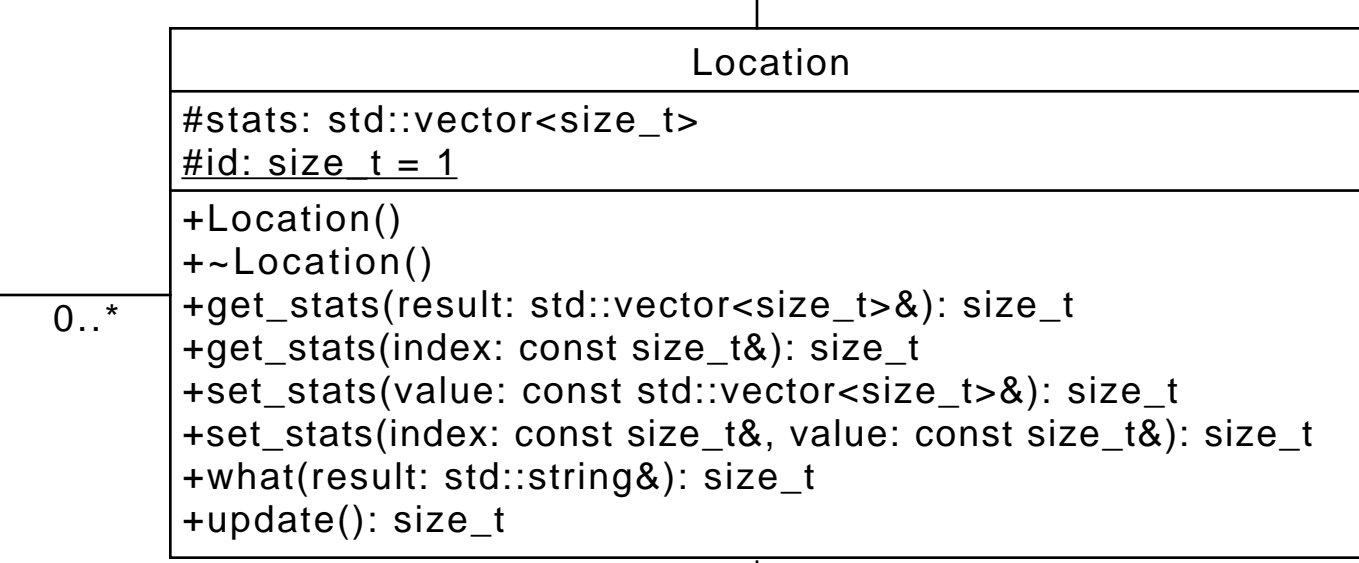 Location
#stats: std::vector<size_t>
#id: size_t = 1
+Location()
+~Location()
+get_stats(result: std::vector<size_t>&): size_t
0..*
+get_stats(index: const size_t&): size_t
+set_stats(value: const std::vector<size_t>&): size_t
+set_stats(index: const size_t&, value: const size_t&): size_t
+what(result: std::string&): size_t
+update(): size_t